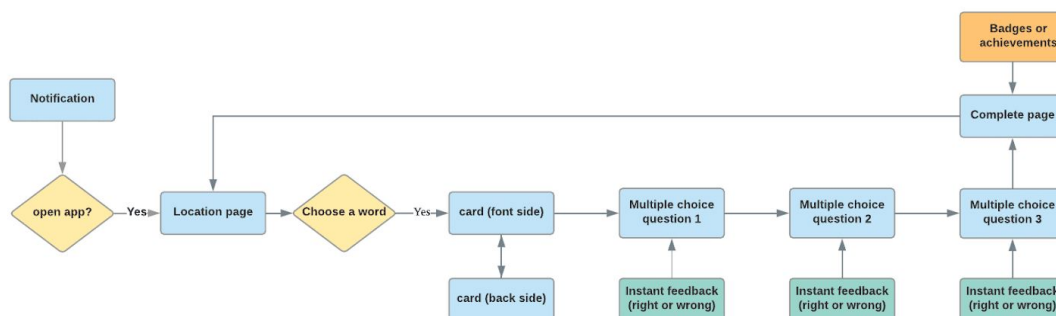 Badges or
achievements
Notification
Complete page
open app?
Yes
Location page
Choose a word
Yes
card (font side)
Multiple choice
question 1
Multiple choice
question 2
Multiple choice
question 3
card (back side)
Instant feedback
(right or wrong)
Instant feedback
(right or wrong)
Instant feedback
(right or wrong)